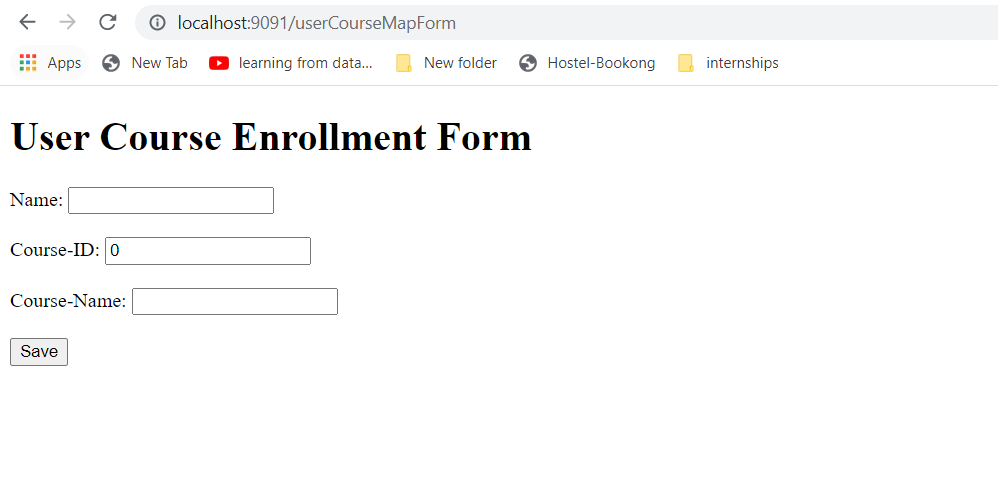 localhost:9091/userCourseMapForm
Apps New Tab learning from data... New folder Hostel-Bookong internships
User Course Enrollment Form
Name:
Course-ID: 0
Course-Name:
Save